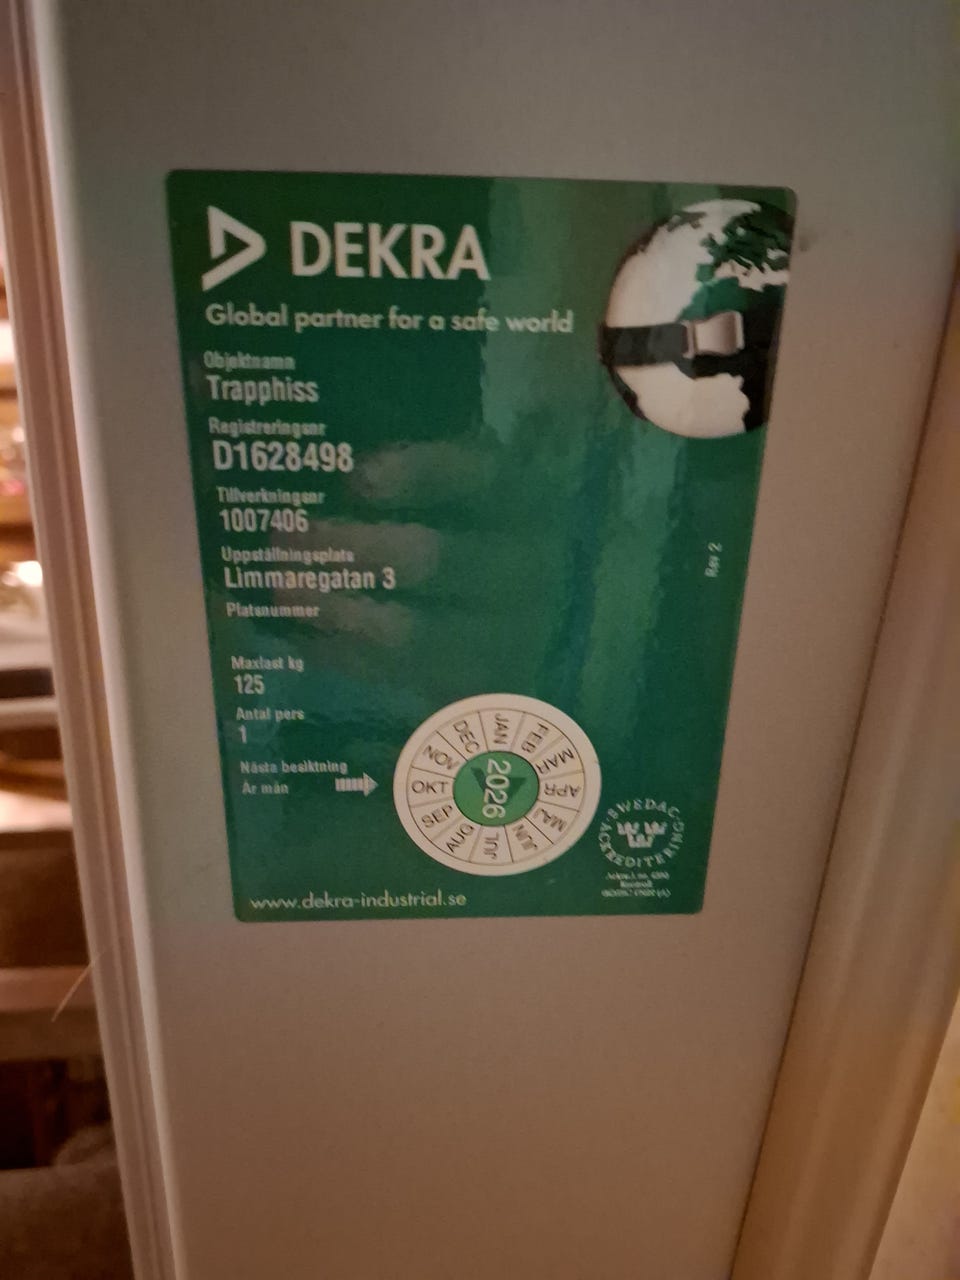 DEKRA
Global partner for a safe world
Objektnamn
Trapphiss
Registreringsnr
D1628498
Tillverkningsnr
1007406
Uppställningsplats
Limmaregatan 3
Platsnummer
Rev 2
Maxlast kg
125
Antal pers
1
Nästa besiktning
År mån
JAN
FEB
MAR
APR
MAJ
JUN
JUL
AUG
SEP
OKT
NOV
DEC
2026
SWEDAC
ACKREDITERING
www.dekra-industrial.se